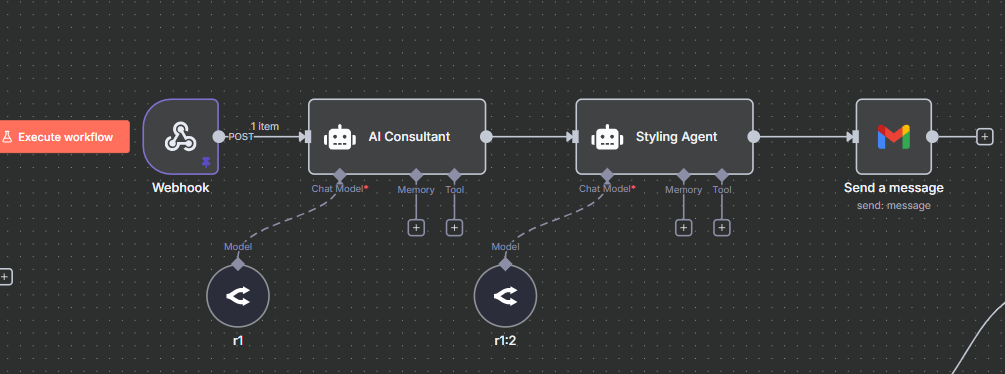 Execute workflow
POST
1 item
AI Consultant
Styling Agent
Webhook
Chat Model*
Memory
Tool
Chat Model*
Memory
Tool
Send a message
send: message
Model
Model
r1
r1:2